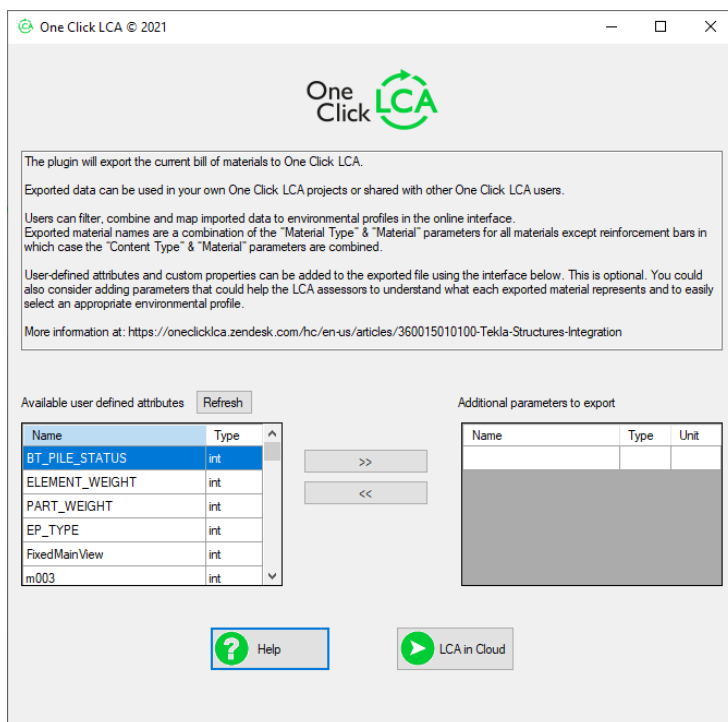 One Click LCA © 2021
One
Click LCA
The plugin will export the current bill of materials to One Click LCA.
Exported data can be used in your own One Click LCA projects or shared with other One Click LCA users.
Users can filter, combine and map imported data to environmental profiles in the online interface.
Exported material names are a combination of the "Material Type" & "Material" parameters for all materials except reinforcement bars in
which case the "Content Type" & "Material" parameters are combined.
User-defined attributes and custom properties can be added to the exported file using the interface below. This is optional. You could
also consider adding parameters that could help the LCA assessors to understand what each exported material represents and to easily
select an appropriate environmental profile.
More information at: https://oneclicklca.zendesk.com/hc/en-us/articles/360015010100-Tekla-Structures-Integration
Available user defined attributes Refresh Additional parameters to export
Name Type Name Type Unit
BT_PILE_STATUS int
ELEMENT_WEIGHT int >>
PART_WEIGHT int <<
EP_TYPE int
FixedMainView int
m003 int
? Help LCA in Cloud